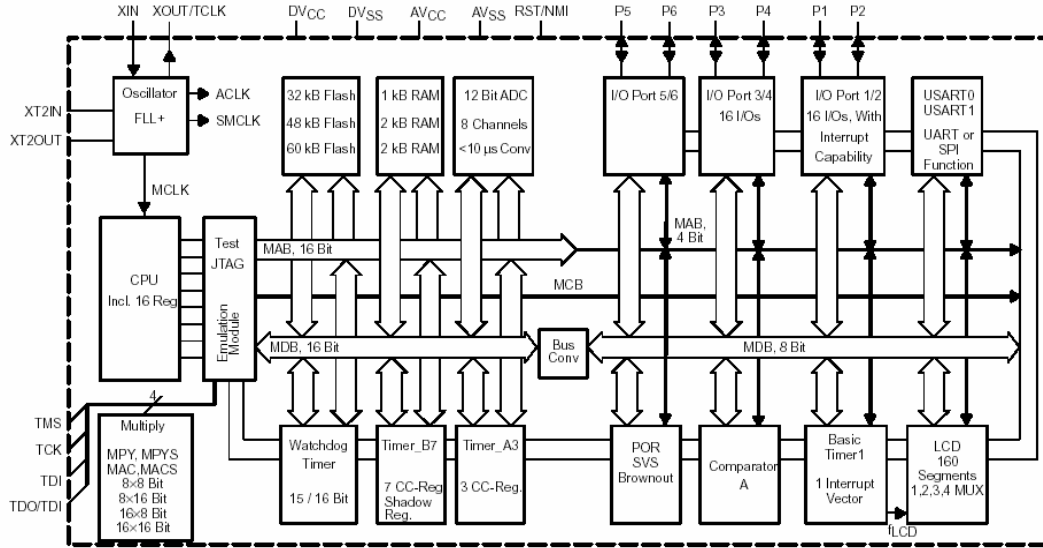 XIN
XOUT/TCLK
DVCC
DVSS
AVCC
AVSS
RST/NMI
P5
P6
P3
P4
P1
P2
XT2IN
XT2OUT
Oscillator
FLL+
ACLK
SMCLK
32 kB Flash
48 kB Flash
60 kB Flash
1 kB RAM
2 kB RAM
2 kB RAM
12 Bit ADC
8 Channels
<10 µs Conv
I/O Port 5/6
I/O Port 3/4
16 I/Os
I/O Port 1/2
16 I/Os, With
Interrupt
Capability
USART0
USART1
UART or
SPI
Function
MCLK
CPU
Incl. 16 Reg
Test
JTAG
Emulation
Module
MAB, 16 Bit
MAB,
4 Bit
MCB
MDB, 16 Bit
Bus
Conv
MDB, 8 Bit
TMS
TCK
TDI
TDO/TDI
4
Multiply
MPY, MPYS
MAC,MACS
8×8 Bit
8×16 Bit
16×8 Bit
16×16 Bit
Watchdog
Timer
15 / 16 Bit
Timer_B7
7 CC-Reg
Shadow
Reg.
Timer_A3
3 CC-Reg.
POR
SVS
Brownout
Comparator
A
Basic
Timer1
1 Interrupt
Vector
fLCD
LCD
160
Segments
1,2,3,4 MUX